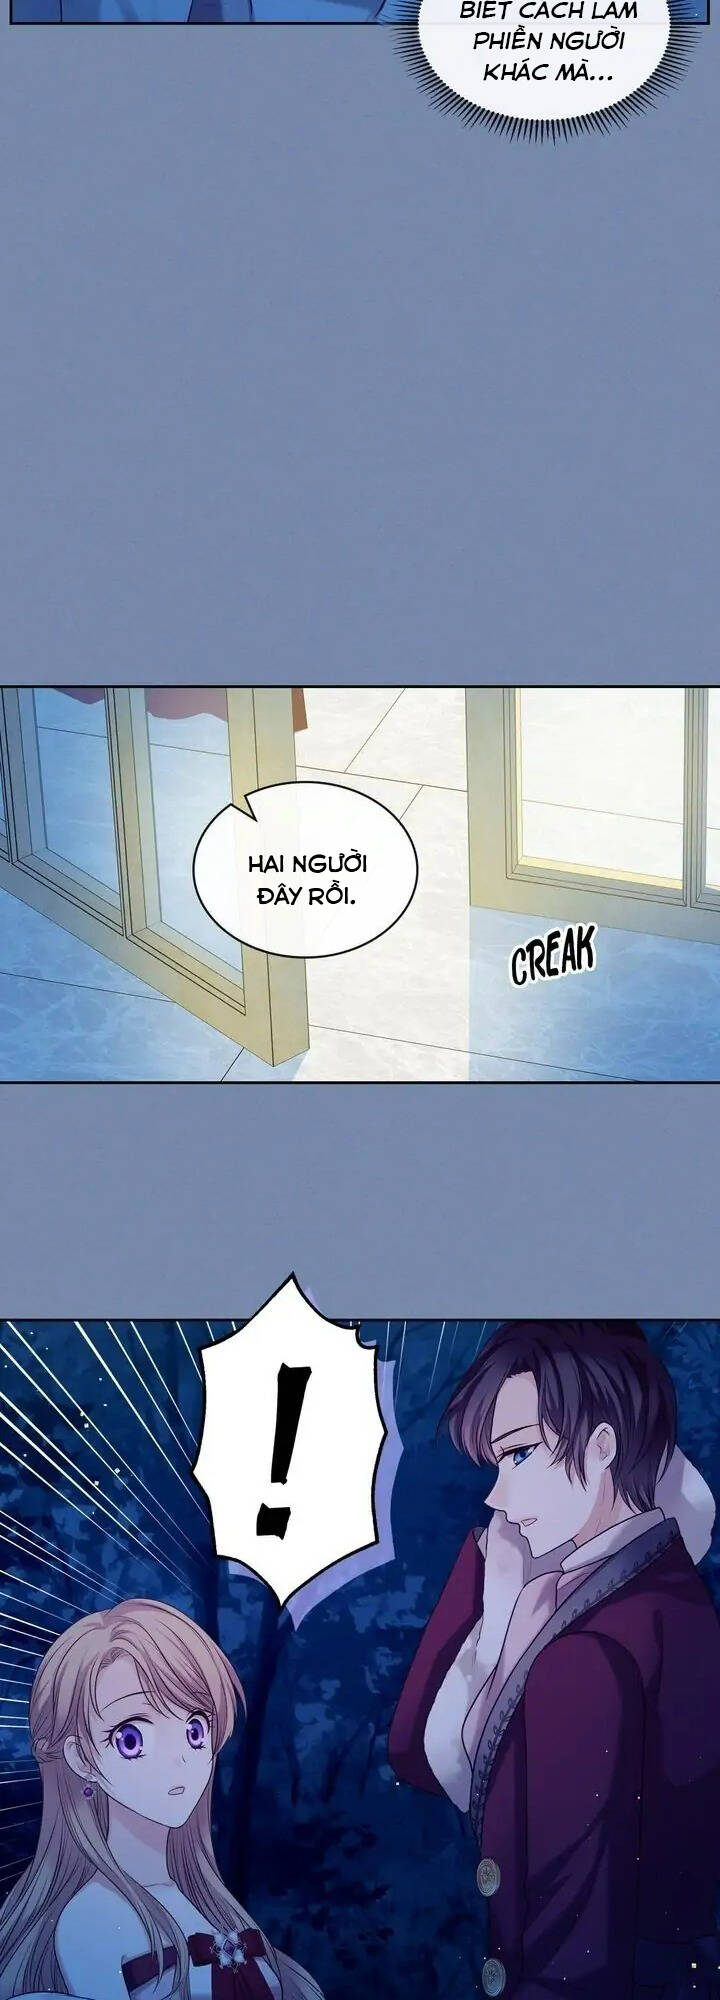 BIẾT CÁCH LÀM
PHIỀN NGƯỜI
KHÁC MÀ...
HAI NGƯỜI
ĐÂY RỒI.
CREAK
!